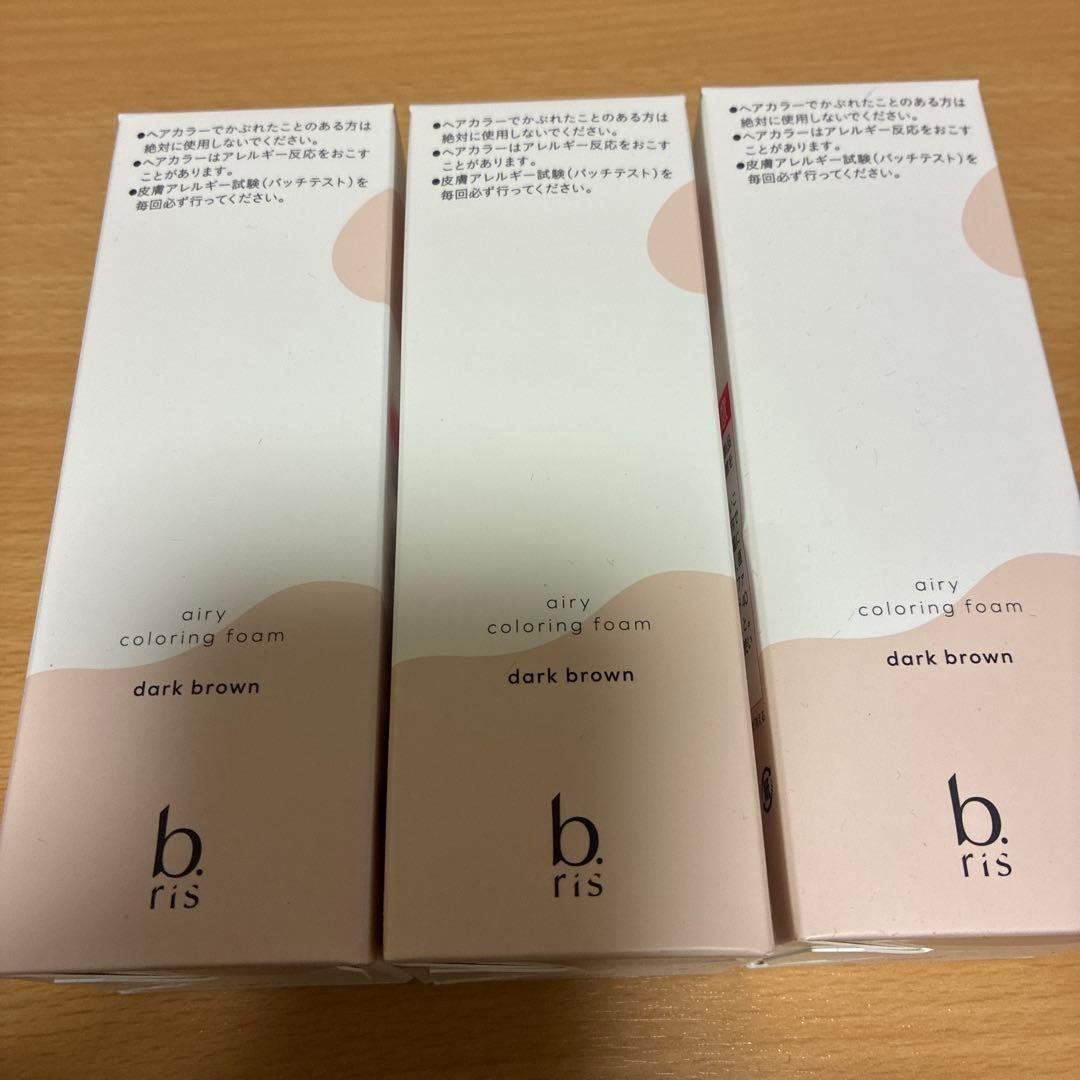 ●ヘアカラーでかぶれたことのある方は
絶対に使用しないでください。
●ヘアカラーはアレルギー反応をおこす
ことがあります。
●皮膚アレルギー試験(パッチテスト)を
毎回必ず行ってください。
airy
coloring foam
dark brown
b.
ris
●ヘアカラーでかぶれたことのある方は
絶対に使用しないでください。
●ヘアカラーはアレルギー反応をおこす
ことがあります。
●皮膚アレルギー試験(パッチテスト)を
毎回必ず行ってください。
airy
coloring foam
dark brown
b.
ris
●ヘアカラーでかぶれたことのある方は
絶対に使用しないでください。
●ヘアカラーはアレルギー反応をおこす
ことがあります。
●皮膚アレルギー試験(パッチテスト)を
毎回必ず行ってください。
airy
coloring foam
dark brown
b.
ris